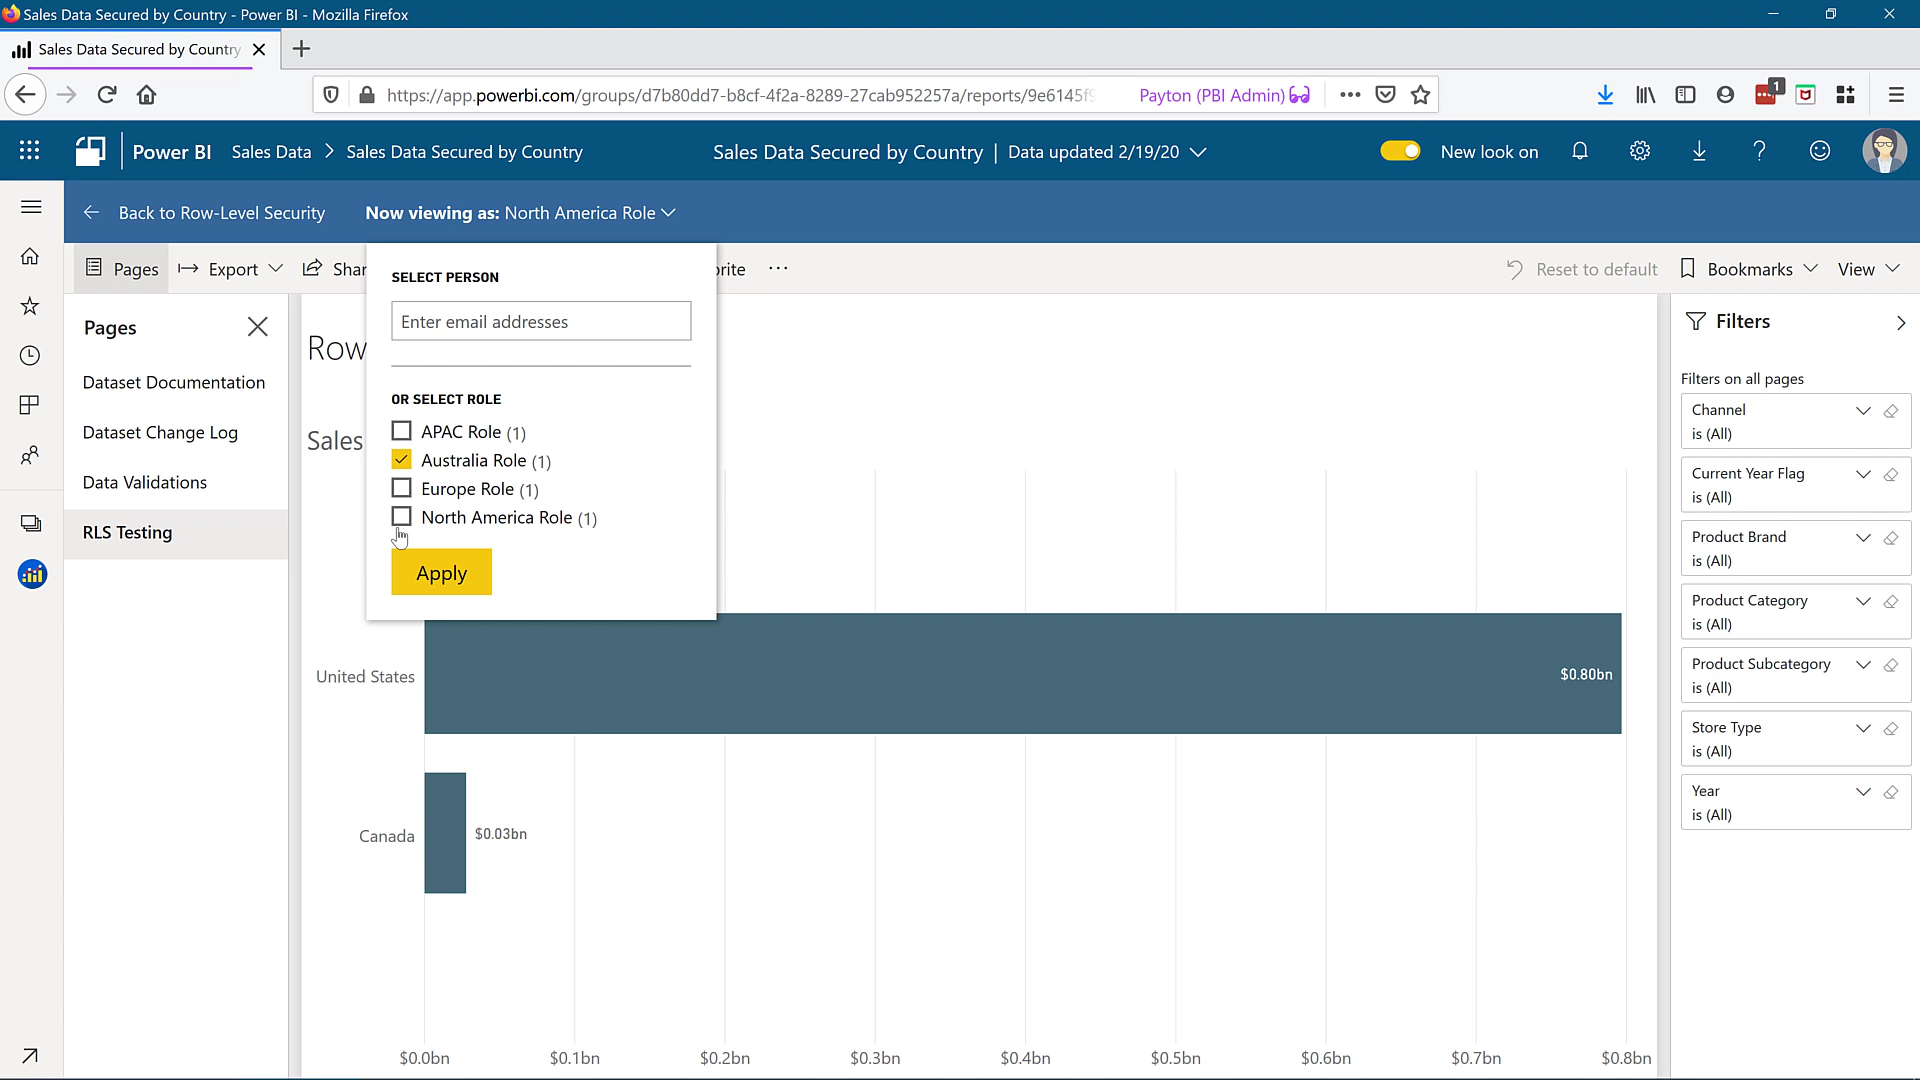 Sales Data Secured by Country - Power BI - Mozilla Firefox
Sales Data Secured by Country
https://app.powerbi.com/groups/d7b80dd7-b8cf-4f2a-8289-27cab952257a/reports/9e6145f9
Payton (PBI Admin)
1
Power BI
Sales Data > Sales Data Secured by Country
Sales Data Secured by Country | Data updated 2/19/20
New look on
Back to Row-Level Security
Now viewing as: North America Role
Pages
Export
Shar
rite
Reset to default
Bookmarks
View
Pages
Dataset Documentation
Dataset Change Log
Data Validations
RLS Testing
SELECT PERSON
Enter email addresses
OR SELECT ROLE
APAC Role (1)
Australia Role (1)
Europe Role (1)
North America Role (1)
Apply
Row
Sales
United States
$0.80bn
Canada
$0.03bn
$0.0bn $0.1bn $0.2bn $0.3bn $0.4bn $0.5bn $0.6bn $0.7bn $0.8bn
Filters
Filters on all pages
Channel
is (All)
Current Year Flag
is (All)
Product Brand
is (All)
Product Category
is (All)
Product Subcategory
is (All)
Store Type
is (All)
Year
is (All)